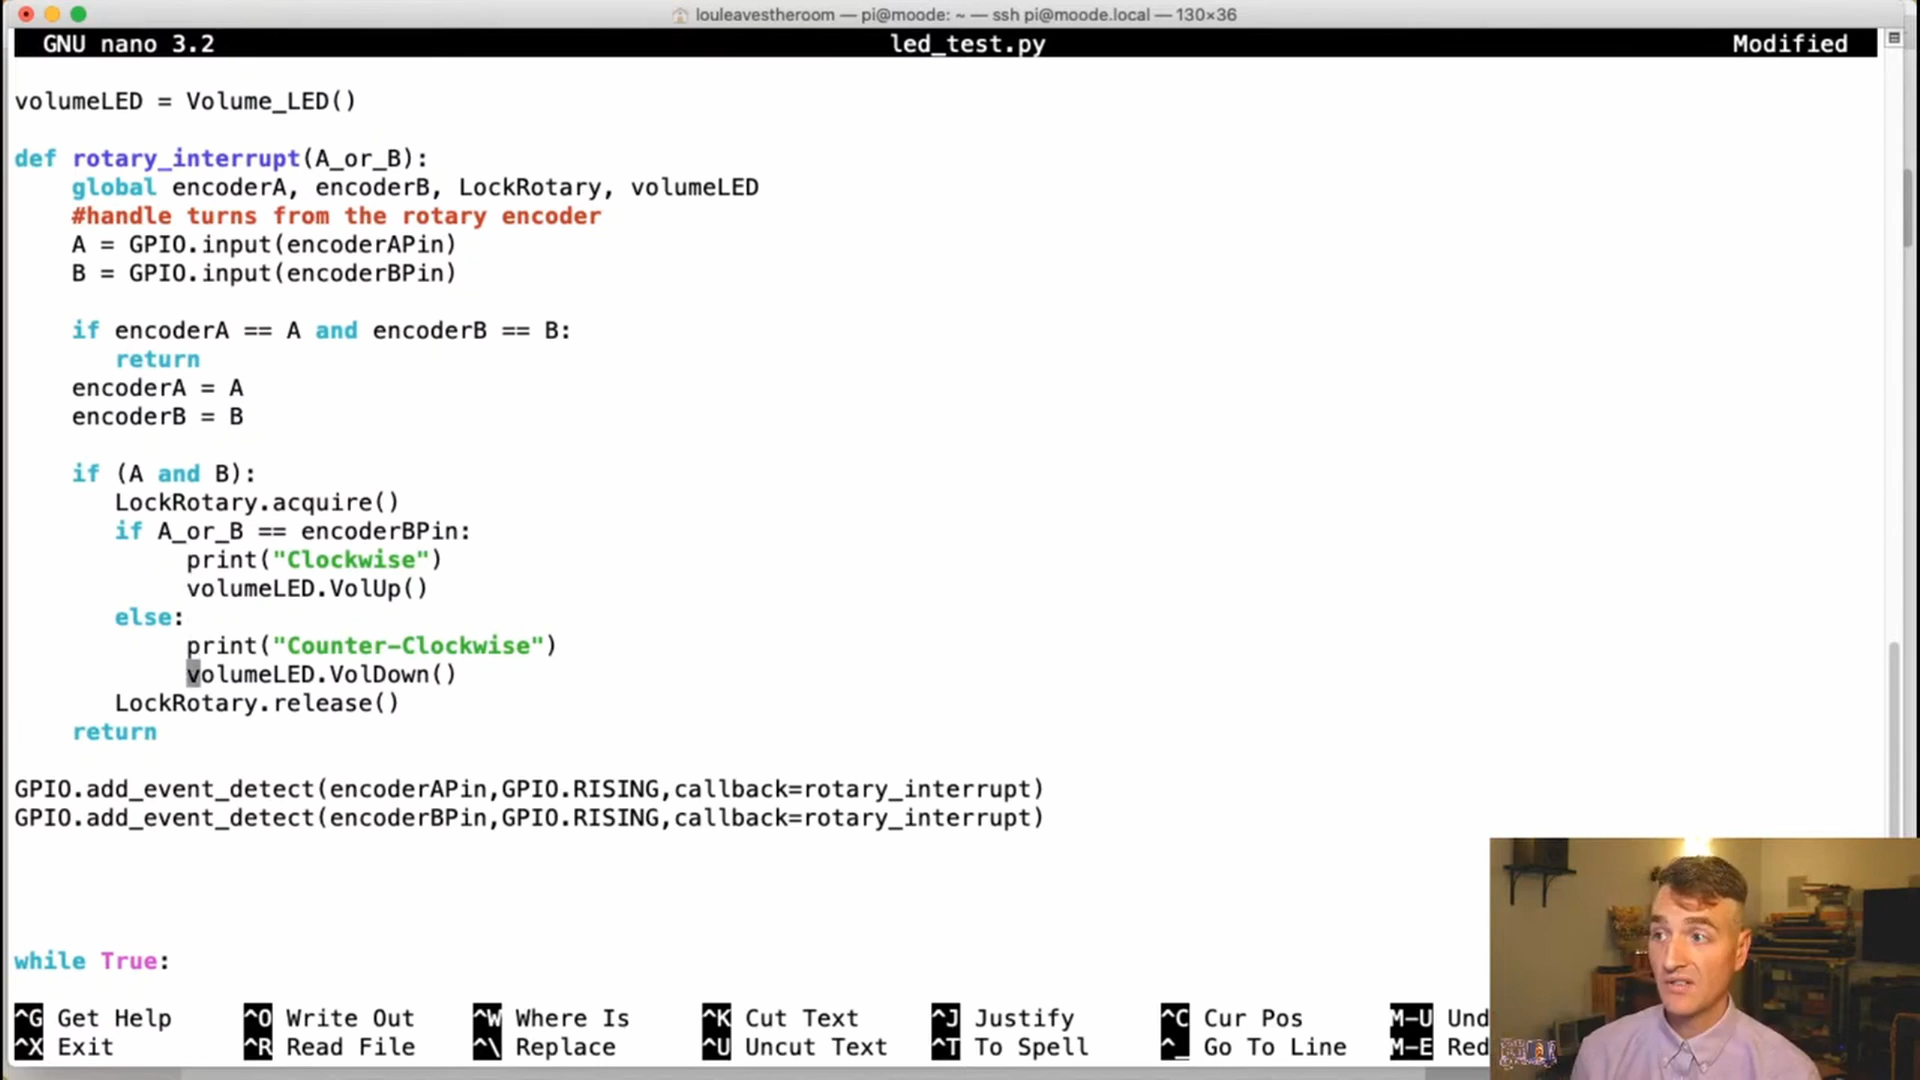 louleavestheroom — pi@moode: ~ — ssh pi@moode.local — 130×36
GNU nano 3.2 led_test.py Modified
volumeLED = Volume_LED()
def rotary_interrupt(A_or_B):
global encoderA, encoderB, LockRotary, volumeLED
#handle turns from the rotary encoder
A = GPIO.input(encoderAPin)
B = GPIO.input(encoderBPin)
if encoderA == A and encoderB == B:
return
encoderA = A
encoderB = B
if (A and B):
LockRotary.acquire()
if A_or_B == encoderBPin:
print("Clockwise")
volumeLED.VolUp()
else:
print("Counter-Clockwise")
volumeLED.VolDown()
LockRotary.release()
return
GPIO.add_event_detect(encoderAPin,GPIO.RISING,callback=rotary_interrupt)
GPIO.add_event_detect(encoderBPin,GPIO.RISING,callback=rotary_interrupt)
while True:
^G Get Help ^O Write Out ^W Where Is ^K Cut Text ^J Justify ^C Cur Pos M-U Und
^X Exit ^R Read File ^\ Replace ^U Uncut Text ^T To Spell ^_ Go To Line M-E Red